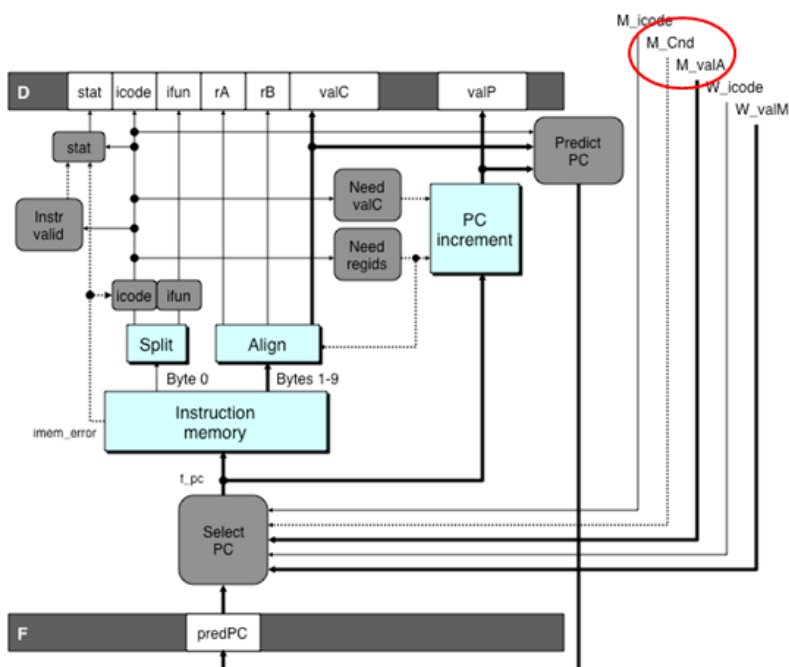 M_icode
M_Cnd
M_valA
W_icode
W_valM
D
stat
icode
ifun
rA
rB
valC
valP
stat
Predict
PC
Need
valC
Instr
valid
PC
increment
Need
regids
icode
ifun
Split
Align
Byte 0
Bytes 1-9
Instruction
memory
imem_error
f_pc
Select
PC
F
predPC